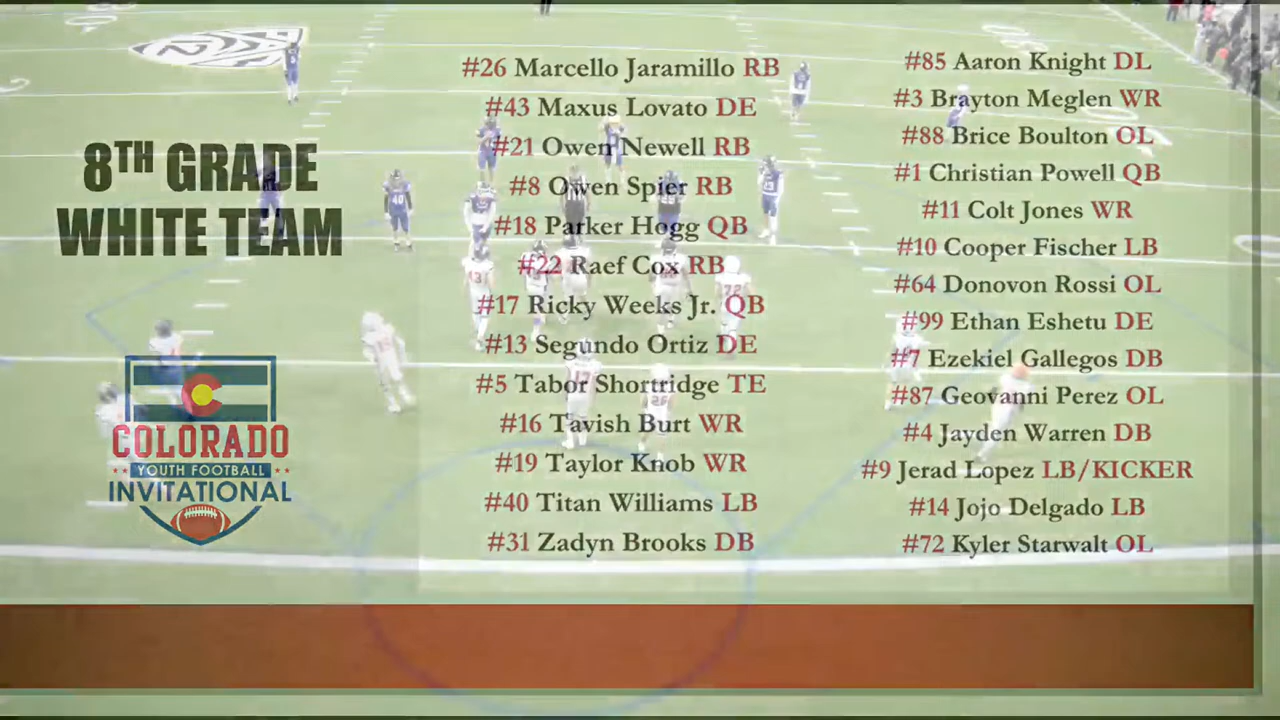 8TH GRADE
WHITE TEAM
COLORADO
YOUTH FOOTBALL
INVITATIONAL
#26 Marcello Jaramillo RB
#43 Maxus Lovato DE
#21 Owen Newell RB
#8 Owen Spier RB
#18 Parker Hogg QB
#22 Raef Cox RB
#17 Ricky Weeks Jr. QB
#13 Segundo Ortiz DE
#5 Tabor Shortridge TE
#16 Tavish Burt WR
#19 Taylor Knob WR
#40 Titan Williams LB
#31 Zadyn Brooks DB
#85 Aaron Knight DL
#3 Brayton Meglen WR
#88 Brice Boulton OL
#1 Christian Powell QB
#11 Colt Jones WR
#10 Cooper Fischer LB
#64 Donovon Rossi OL
#99 Ethan Eshetu DE
#7 Ezekiel Gallegos DB
#87 Geovanni Perez OL
#4 Jayden Warren DB
#9 Jerad Lopez LB/KICKER
#14 Jojo Delgado LB
#72 Kyler Starwalt OL